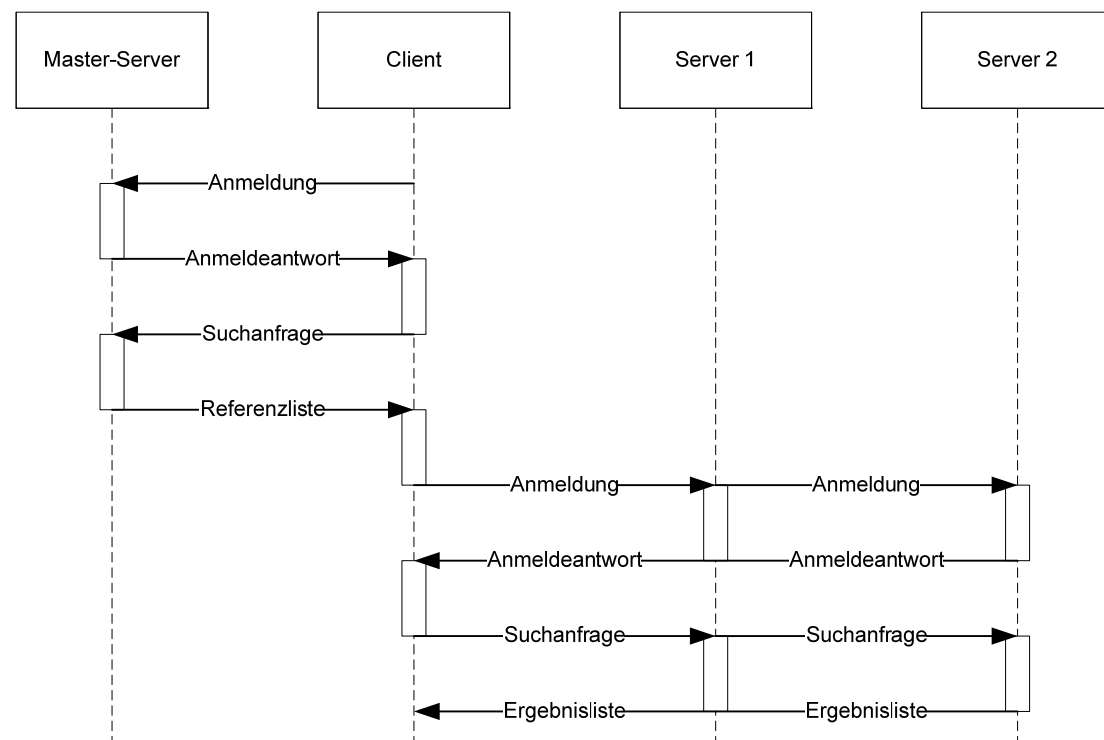 Master-Server
Client
Server 1
Server 2
Anmeldung
Anmeldeantwort
Suchanfrage
Referenzliste
Anmeldung
Anmeldung
Anmeldeantwort
Anmeldeantwort
Suchanfrage
Suchanfrage
Ergebnisliste
Ergebnisliste